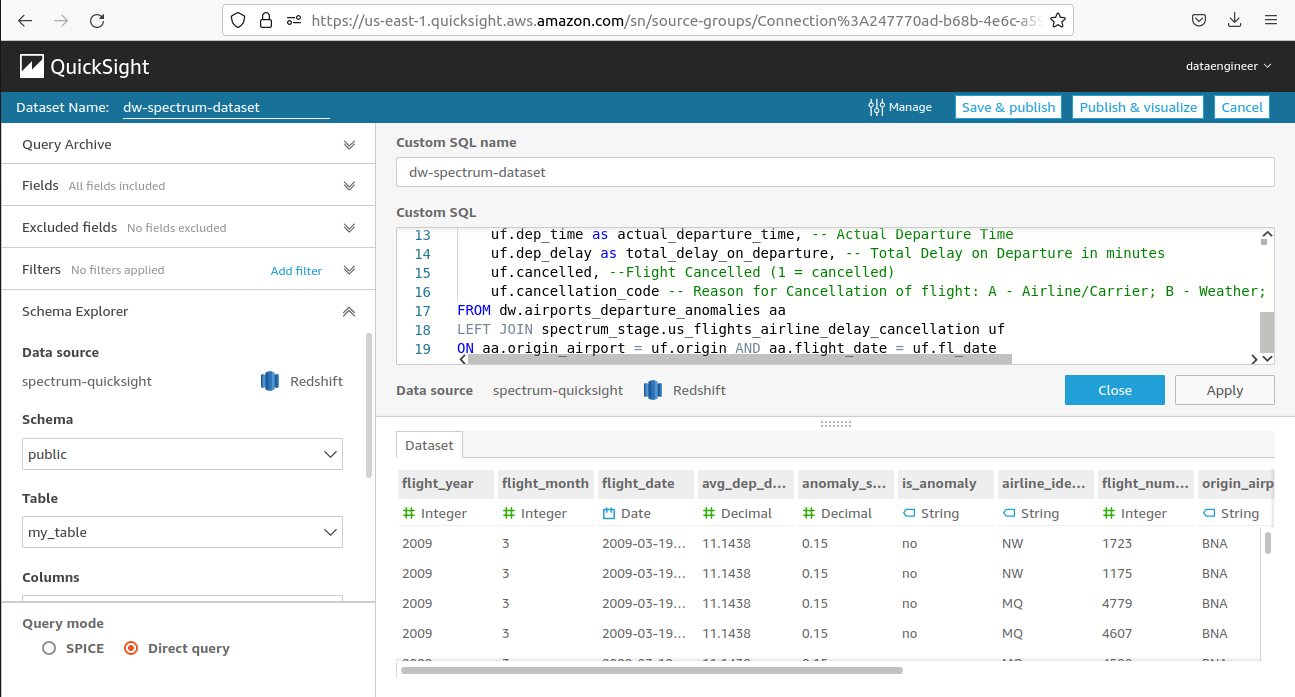 https://us-east-1.quicksight.aws.amazon.com/sn/source-groups/Connection%3A247770ad-b68b-4e6c-a59
QuickSight
dataengineer
Dataset Name: dw-spectrum-dataset
Manage
Save & publish
Publish & visualize
Cancel
Query Archive
Fields All fields included
Excluded fields No fields excluded
Filters No filters applied Add filter
Schema Explorer
Data source
spectrum-quicksight Redshift
Schema
public
Table
my_table
Columns
Query mode
SPICE Direct query
Custom SQL name
dw-spectrum-dataset
Custom SQL
13 uf.dep_time as actual_departure_time, -- Actual Departure Time
14 uf.dep_delay as total_delay_on_departure, -- Total Delay on Departure in minutes
15 uf.cancelled, --Flight Cancelled (1 = cancelled)
16 uf.cancellation_code -- Reason for Cancellation of flight: A - Airline/Carrier; B - Weather;
17 FROM dw.airports_departure_anomalies aa
18 LEFT JOIN spectrum_stage.us_flights_airline_delay_cancellation uf
19 ON aa.origin_airport = uf.origin AND aa.flight_date = uf.fl_date
Data source spectrum-quicksight Redshift
Close
Apply
Dataset
flight_year flight_month flight_date avg_dep_d... anomaly_s... is_anomaly airline_ide... flight_num... origin_airp
Integer Integer Date Decimal Decimal String String Integer String
2009 3 2009-03-19... 11.1438 0.15 no NW 1723 BNA
2009 3 2009-03-19... 11.1438 0.15 no NW 1175 BNA
2009 3 2009-03-19... 11.1438 0.15 no MQ 4779 BNA
2009 3 2009-03-19... 11.1438 0.15 no MQ 4607 BNA